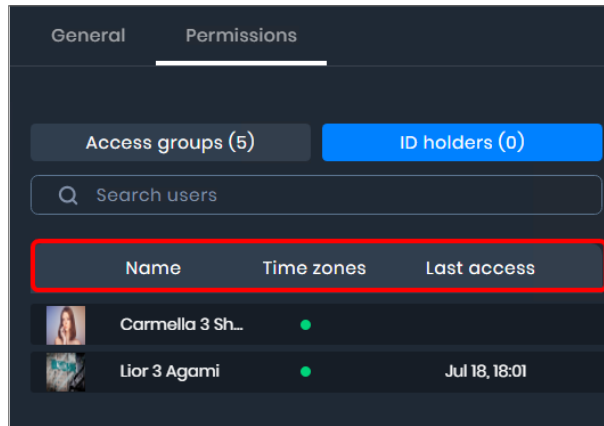 General Permissions
Access groups (5) ID holders (0)
Search users
Name Time zones Last access
Carmella 3 Sh...
Lior 3 Agami Jul 18, 18:01